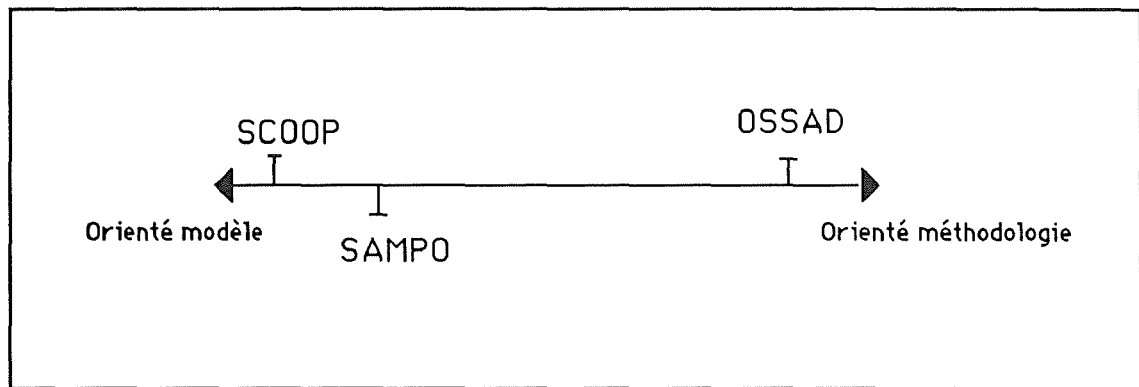 SCOOP
OSSAD
Orienté modèle
Orienté méthodologie
SAMPO